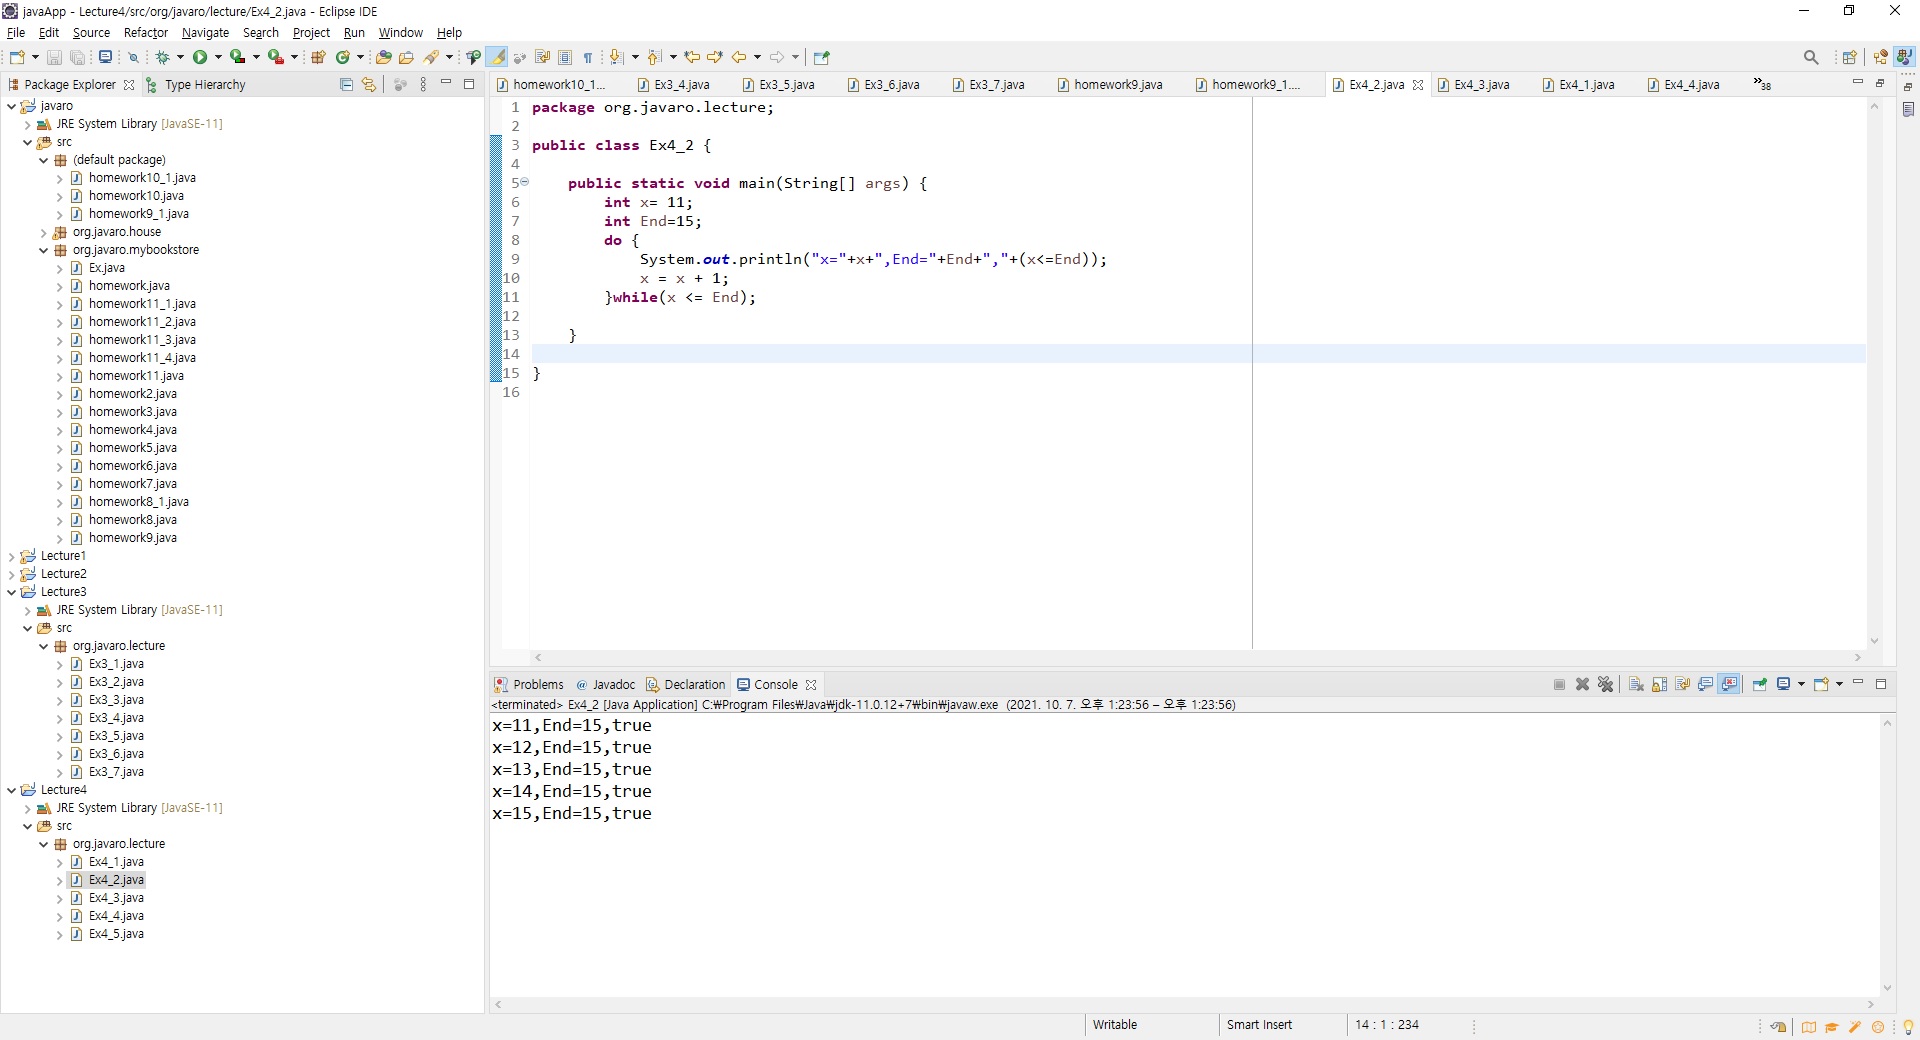 javaApp - Lecture4/src/org/javaro/lecture/Ex4_2.java - Eclipse IDE
File Edit Source Refactor Navigate Search Project Run Window Help
Package Explorer Type Hierarchy
javaro
JRE System Library [JavaSE-11]
src
(default package)
homework10_1.java
homework10.java
homework9_1.java
org.javaro.house
org.javaro.mybookstore
Ex.java
homework.java
homework11_1.java
homework11_2.java
homework11_3.java
homework11_4.java
homework11.java
homework2.java
homework3.java
homework4.java
homework5.java
homework6.java
homework7.java
homework8_1.java
homework8.java
homework9.java
Lecture1
Lecture2
Lecture3
JRE System Library [JavaSE-11]
src
org.javaro.lecture
Ex3_1.java
Ex3_2.java
Ex3_3.java
Ex3_4.java
Ex3_5.java
Ex3_6.java
Ex3_7.java
Lecture4
JRE System Library [JavaSE-11]
src
org.javaro.lecture
Ex4_1.java
Ex4_2.java
Ex4_3.java
Ex4_4.java
Ex4_5.java
homework10_1... Ex3_4.java Ex3_5.java Ex3_6.java Ex3_7.java homework9.java homework9_1.... Ex4_2.java Ex4_3.java Ex4_1.java Ex4_4.java »38
1 package org.javaro.lecture;
2
3 public class Ex4_2 {
4
5 public static void main(String[] args) {
6 int x= 11;
7 int End=15;
8 do {
9 System.out.println("x="+x+",End="+End+","+(x<=End));
10 x = x + 1;
11 }while(x <= End);
12
13 }
14
15 }
16
Problems @ Javadoc Declaration Console
<terminated> Ex4_2 [Java Application] C:₩Program Files₩Java₩jdk-11.0.12+7₩bin₩javaw.exe (2021. 10. 7. 오후 1:23:56 – 오후 1:23:56)
x=11,End=15,true
x=12,End=15,true
x=13,End=15,true
x=14,End=15,true
x=15,End=15,true
Writable Smart Insert 14 : 1 : 234